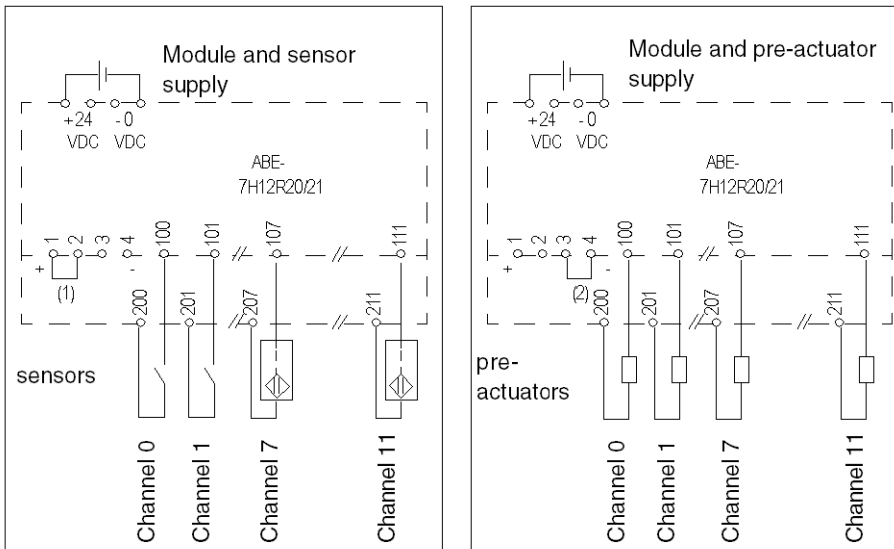 Module and sensor
supply
+24
VDC
- 0
VDC
ABE-
7H12R20/21
1
2
3
4
100
101
107
111
+
(1)
-
200
201
207
211
sensors
Channel 0
Channel 1
Channel 7
Channel 11
Module and pre-actuator
supply
+24
VDC
- 0
VDC
ABE-
7H12R20/21
1
2
3
4
100
101
107
111
+
(2)
-
200
201
207
211
pre-
actuators
Channel 0
Channel 1
Channel 7
Channel 11